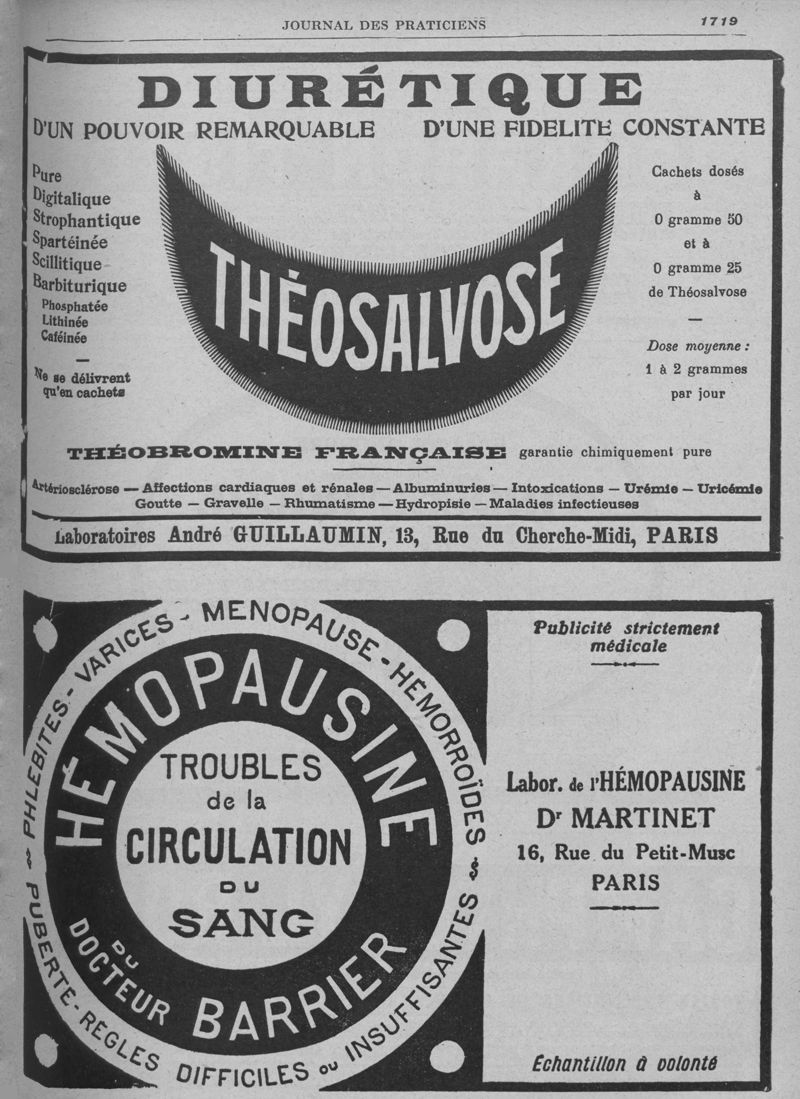 JOURNAL DES PRATICIENS
1719
DIURÉTIQUE
D'UN POUVOIR REMARQUABLE D'UNE FIDELITÉ CONSTANTE
Pure
Digitalique
Strophantique
Spartéinée
Scillitique
Barbiturique
Phosphatée
Lithinée
Caféinée
Ne se délivrent
qu'en cachets
THÉOSALVOSE
Cachets dosés
à
0 gramme 50
et à
0 gramme 25
de Théosalvose
Dose moyenne :
1 à 2 grammes
par jour
THÉOBROMINE FRANÇAISE garantie chimiquement pure
Artériosclérose — Affections cardiaques et rénales — Albuminuries — Intoxications — Urémie — Uricémie
Goutte — Gravelle — Rhumatisme — Hydropisie — Maladies infectieuses
Laboratoires André GUILLAUMIN, 13, Rue du Cherche-Midi, PARIS
PHLEBITES - VARICES - MENOPAUSE - HÉMORROÏDES
PUBERTE - RÈGLES DIFFICILES ou INSUFFISANTES
HÉMOPAUSINE
TROUBLES
de la
CIRCULATION
DU
SANG
DU
DOCTEUR BARRIER
Publicité strictement
médicale
Labor. de l'HÉMOPAUSINE
Dr MARTINET
16, Rue du Petit-Musc
PARIS
Échantillon à volonté